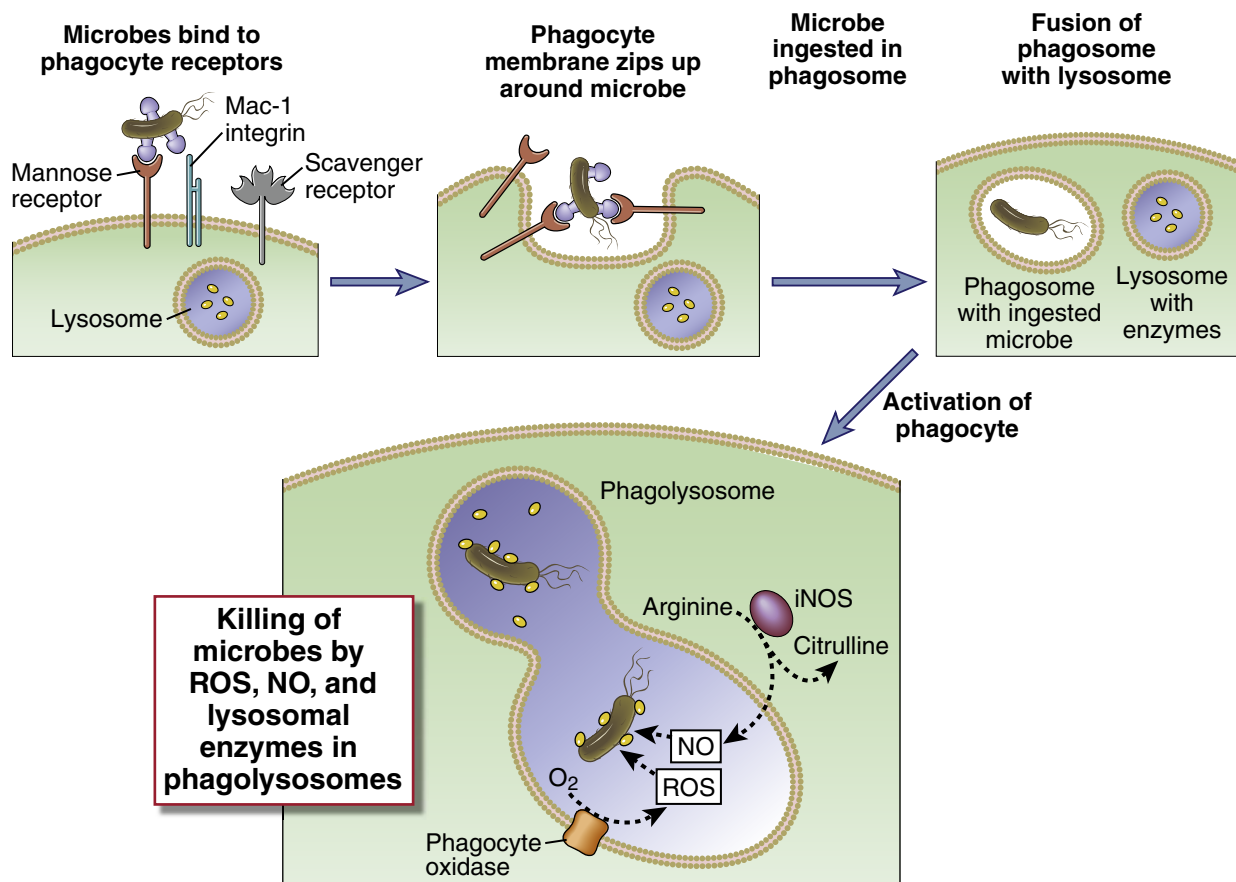 Microbes bind to
phagocyte receptors
Mac-1
integrin
Mannose
receptor
Scavenger
receptor
Lysosome
Phagocyte
membrane zips up
around microbe
Microbe
ingested in
phagosome
Fusion of
phagosome
with lysosome
Phagosome
with ingested
microbe
Lysosome
with
enzymes
Activation of
phagocyte
Phagolysosome
Killing of
microbes by
ROS, NO, and
lysosomal
enzymes in
phagolysosomes
Arginine
iNOS
Citrulline
NO
ROS
O2
Phagocyte
oxidase